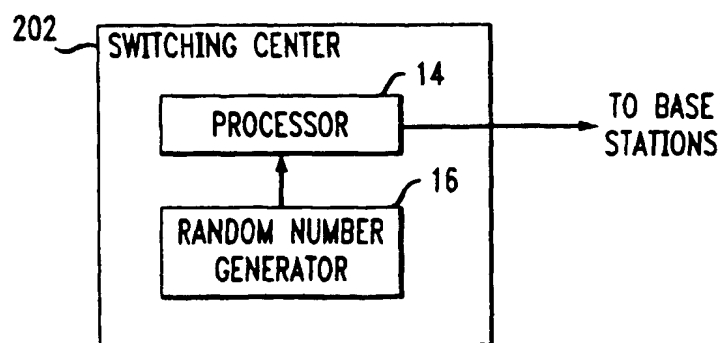 202
SWITCHING CENTER
14
PROCESSOR
TO BASE
STATIONS
16
RANDOM NUMBER
GENERATOR